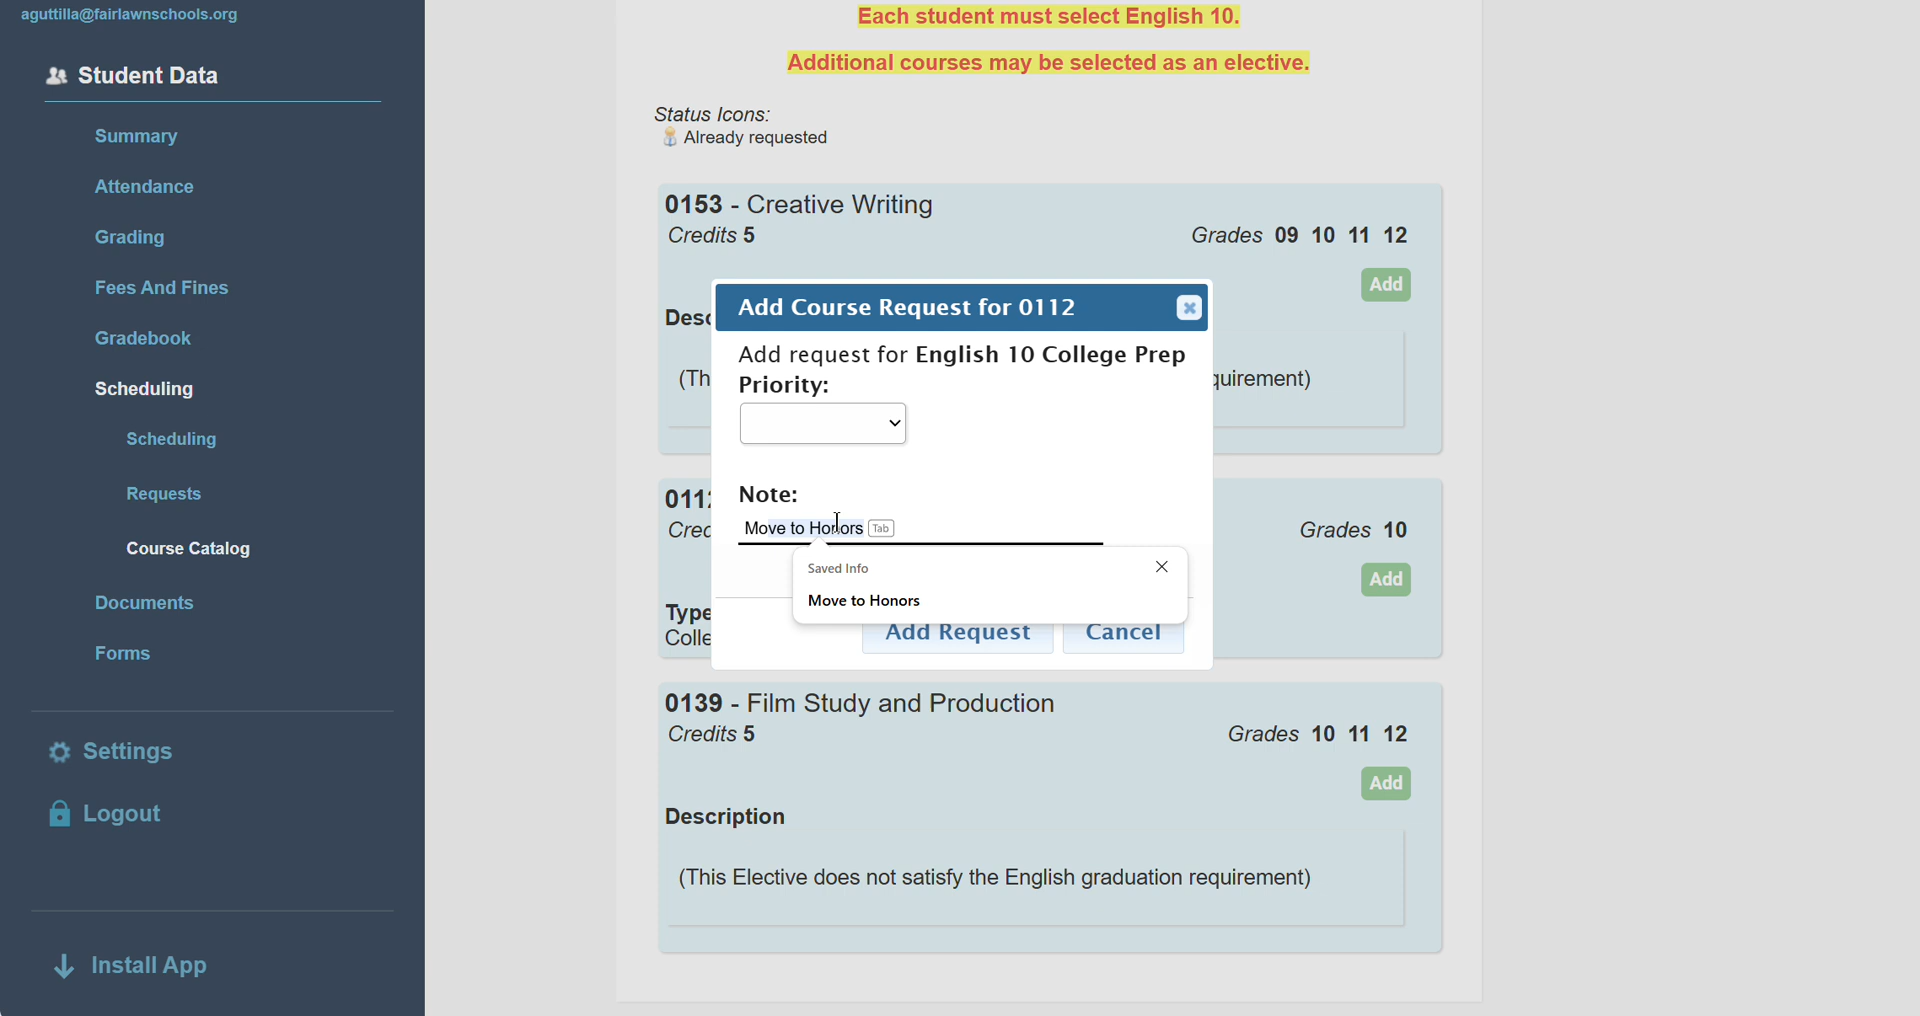 aguttilla@fairlawnschools.org
Student Data
Summary
Attendance
Grading
Fees And Fines
Gradebook
Scheduling
Scheduling
Requests
Course Catalog
Documents
Forms
Settings
Logout
Install App
Each student must select English 10.
Additional courses may be selected as an elective.
Status Icons:
Already requested
0153 - Creative Writing
Credits 5
Grades 09 10 11 12
Add
Desc
(Th
quirement)
Add Course Request for 0112
Add request for English 10 College Prep
Priority:
Note:
Move to Honors Tab
Saved Info
Move to Honors
Add Request
Cancel
0112
Cred
Grades 10
Add
Type
Colle
0139 - Film Study and Production
Credits 5
Grades 10 11 12
Add
Description
(This Elective does not satisfy the English graduation requirement)